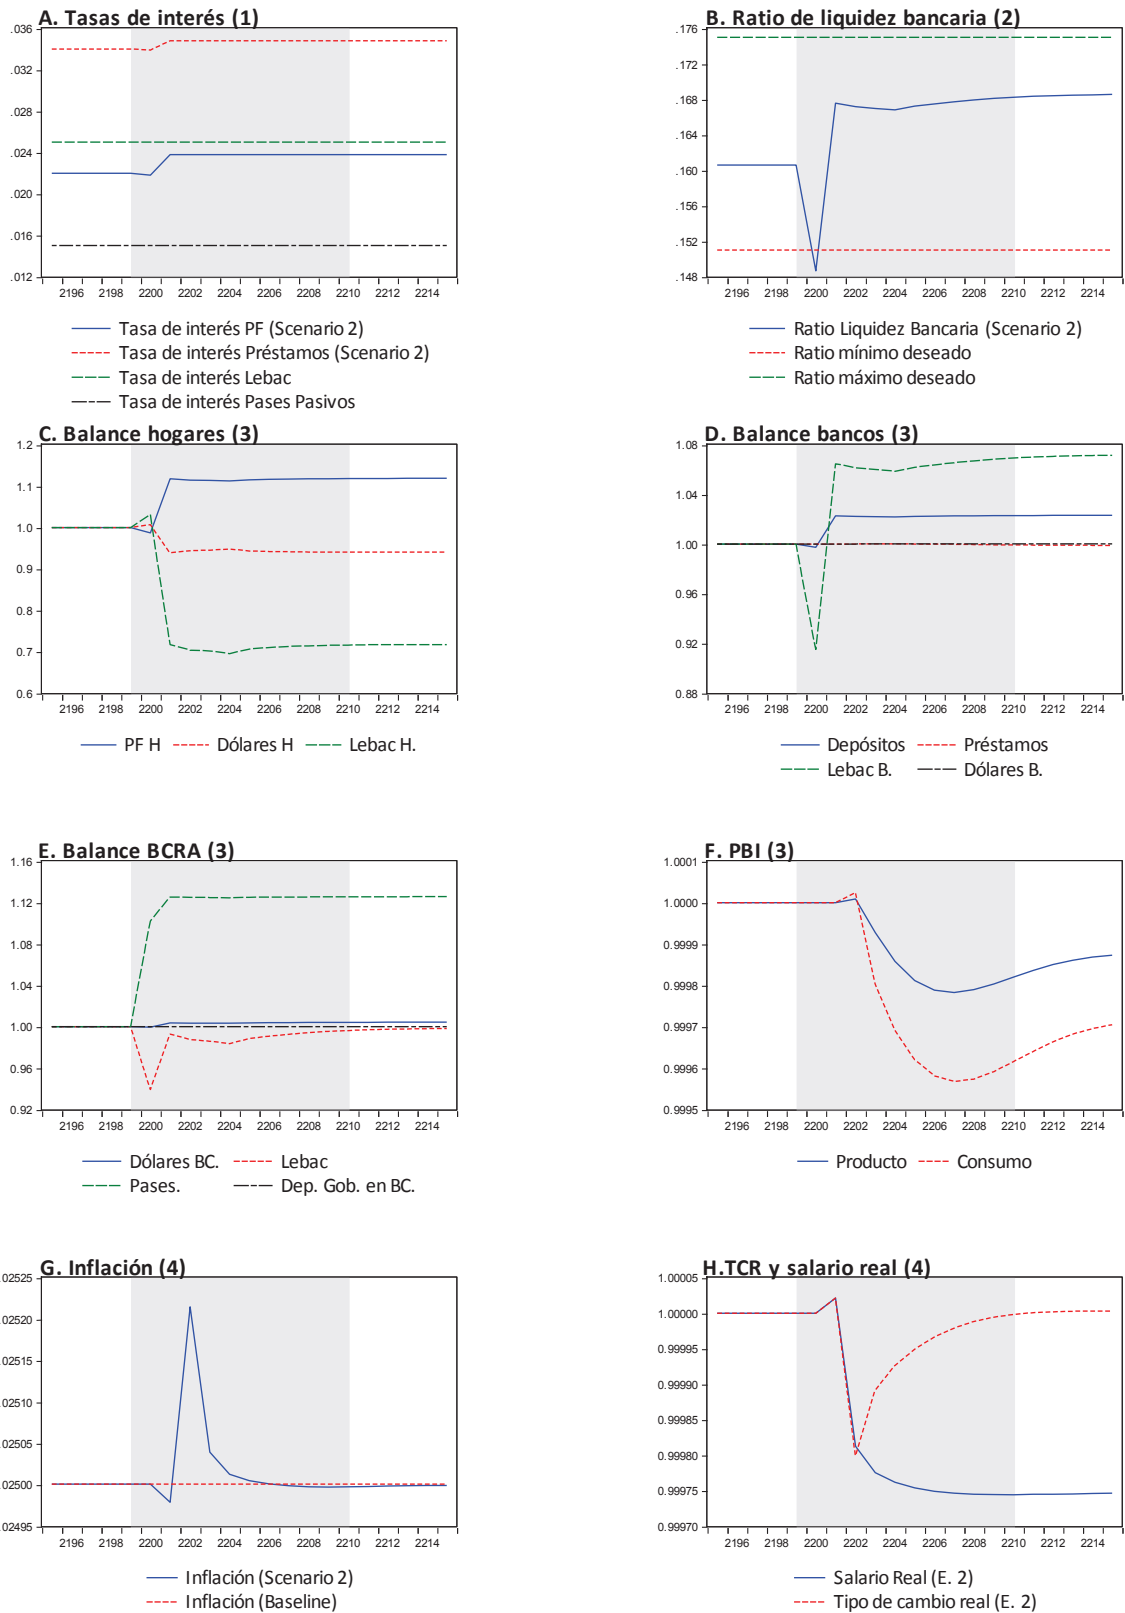 A. Tasas de interés (1)
.036
.032
.028
.024
.020
.016
.012
2196 2198 2200 2202 2204 2206 2208 2210 2212 2214
Tasa de interés PF (Scenario 2)
Tasa de interés Préstamos (Scenario 2)
Tasa de interés Lebac
Tasa de interés Pases Pasivos
B. Ratio de liquidez bancaria (2)
.176
.172
.168
.164
.160
.156
.152
.148
2196 2198 2200 2202 2204 2206 2208 2210 2212 2214
Ratio Liquidez Bancaria (Scenario 2)
Ratio mínimo deseado
Ratio máximo deseado
C. Balance hogares (3)
1.2
1.1
1.0
0.9
0.8
0.7
0.6
2196 2198 2200 2202 2204 2206 2208 2210 2212 2214
PF H Dólares H Lebac H.
D. Balance bancos (3)
1.08
1.04
1.00
0.96
0.92
0.88
2196 2198 2200 2202 2204 2206 2208 2210 2212 2214
Depósitos Préstamos
Lebac B. Dólares B.
E. Balance BCRA (3)
1.16
1.12
1.08
1.04
1.00
0.96
0.92
2196 2198 2200 2202 2204 2206 2208 2210 2212 2214
Dólares BC. Lebac
Pases. Dep. Gob. en BC.
F. PBI (3)
1.0001
1.0000
0.9999
0.9998
0.9997
0.9996
0.9995
2196 2198 2200 2202 2204 2206 2208 2210 2212 2214
Producto Consumo
G. Inflación (4)
.02525
.02520
.02515
.02510
.02505
.02500
.02495
2196 2198 2200 2202 2204 2206 2208 2210 2212 2214
Inflación (Scenario 2)
Inflación (Baseline)
H.TCR y salario real (4)
1.00005
1.00000
0.99995
0.99990
0.99985
0.99980
0.99975
0.99970
2196 2198 2200 2202 2204 2206 2208 2210 2212 2214
Salario Real (E. 2)
Tipo de cambio real (E. 2)